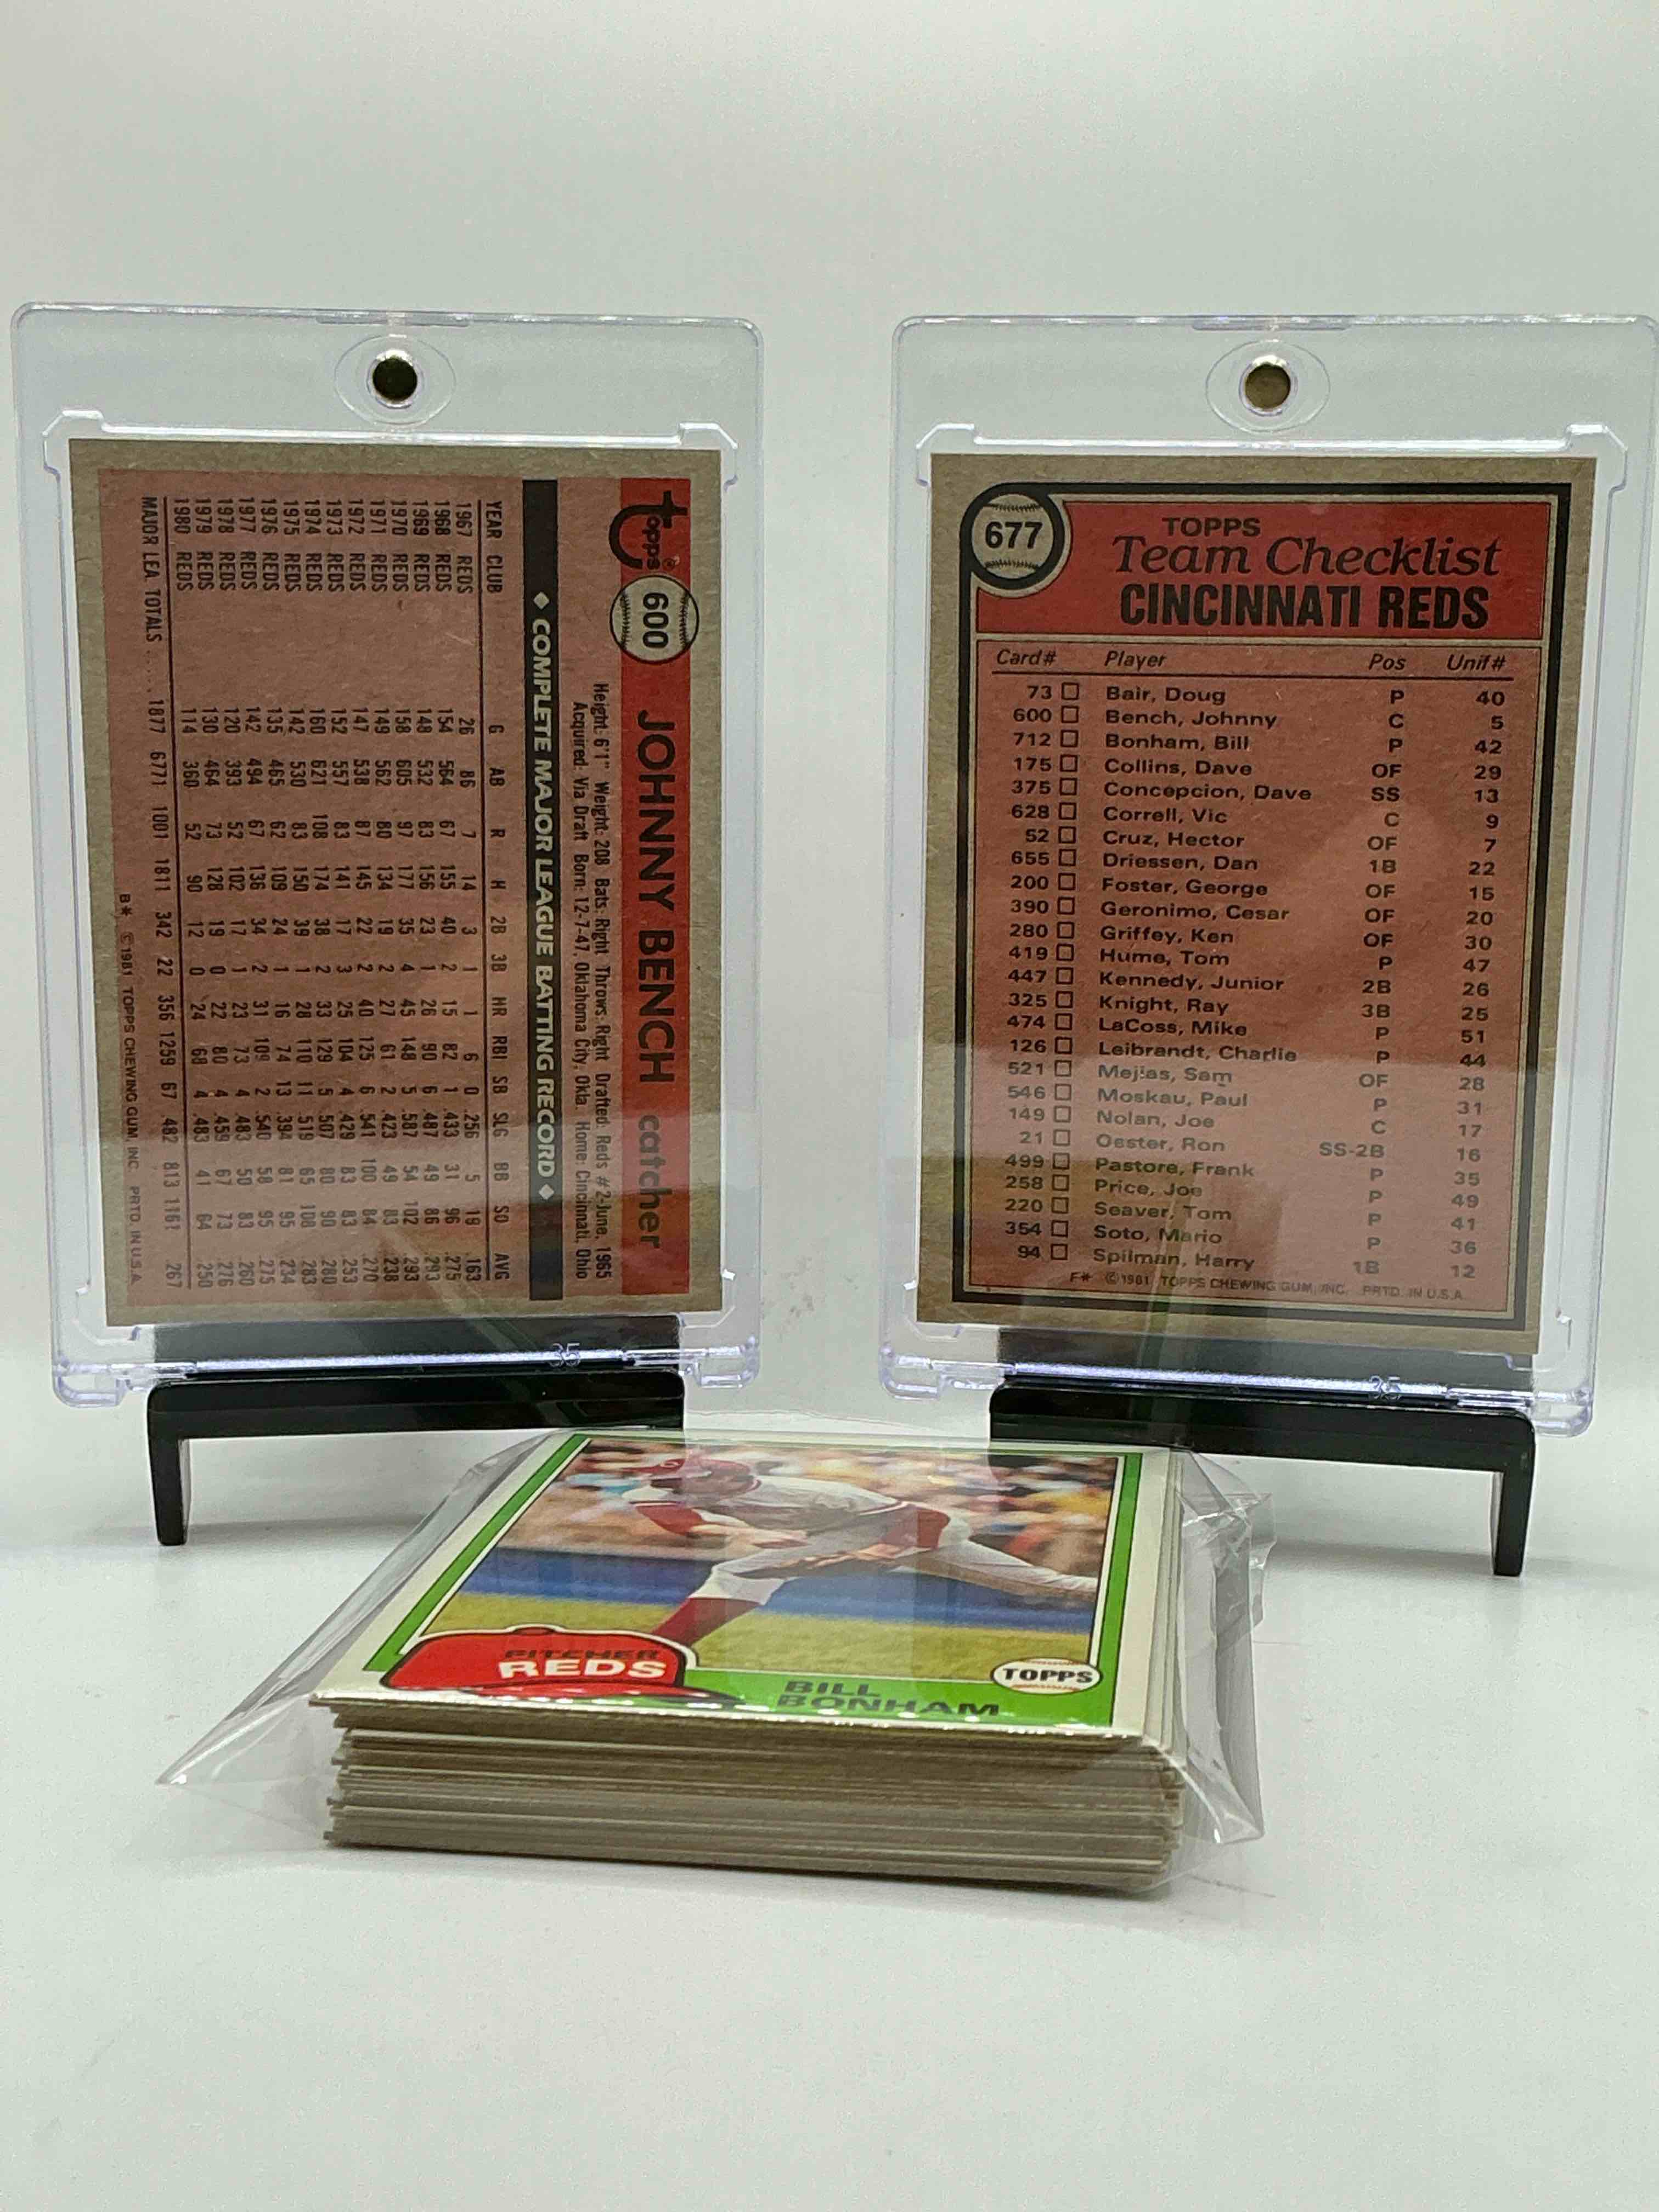 Topps® 600 JOHNNY BENCH catcher
Height: 6'1" Weight: 208 Bats: Right Throws: Right Drafted: Reds #2-June, 1965
Acquired: Via Draft Born: 12-7-47, Oklahoma City, Okla. Home: Cincinnati, Ohio
◆ COMPLETE MAJOR LEAGUE BATTING RECORD ◆
YEAR CLUB G AB R H 2B 3B HR RBI SB SLG BB SO AVG
1967 REDS 26 86 7 14 3 1 1 6 0 .256 5 19 .163
1968 REDS 154 564 67 155 40 2 15 82 1 .433 31 96 .275
1969 REDS 148 532 83 156 23 1 26 90 6 .487 49 86 .293
1970 REDS 158 605 97 177 35 4 45 148 5 .587 54 102 .293
1971 REDS 149 562 80 134 19 2 27 61 2 .423 49 83 .238
1972 REDS 147 538 87 145 22 2 40 125 6 .541 100 84 .270
1973 REDS 152 557 83 141 17 3 25 104 4 .429 83 83 .253
1974 REDS 160 621 108 174 38 2 33 129 5 .507 80 90 .280
1975 REDS 142 530 83 150 39 1 28 110 11 .519 65 108 .283
1976 REDS 135 465 62 109 24 1 16 74 13 .394 81 95 .234
1977 REDS 142 494 67 136 34 2 31 109 2 .540 58 95 .275
1978 REDS 120 393 52 102 17 1 23 73 4 .483 50 83 .260
1979 REDS 130 464 73 128 19 0 22 80 4 .459 67 73 .276
1980 REDS 114 360 52 90 12 0 24 68 4 .483 41 64 .250
MAJOR LEA. TOTALS ..... 1877 6771 1001 1811 342 22 356 1259 67 .482 813 1161 .267
B* ©1981 TOPPS CHEWING GUM, INC. PRTD. IN U.S.A.
35
677
TOPPS
Team Checklist
CINCINNATI REDS
Card# Player Pos Unif#
73 Bair, Doug P 40
600 Bench, Johnny C 5
712 Bonham, Bill P 42
175 Collins, Dave OF 29
375 Concepcion, Dave SS 13
628 Correll, Vic C 9
52 Cruz, Hector OF 7
655 Driessen, Dan 1B 22
200 Foster, George OF 15
390 Geronimo, Cesar OF 20
280 Griffey, Ken OF 30
419 Hume, Tom P 47
447 Kennedy, Junior 2B 26
325 Knight, Ray 3B 25
474 LaCoss, Mike P 51
126 Leibrandt, Charlie P 44
521 Mejias, Sam OF 28
546 Moskau, Paul P 31
149 Nolan, Joe C 17
21 Oester, Ron SS-2B 16
499 Pastore, Frank P 35
258 Price, Joe P 49
220 Seaver, Tom P 41
354 Soto, Mario P 36
94 Spilman, Harry 1B 12
F* ©1981 TOPPS CHEWING GUM, INC. PRTD. IN U.S.A.
35
PITCHER
REDS
BILL
BONHAM
TOPPS